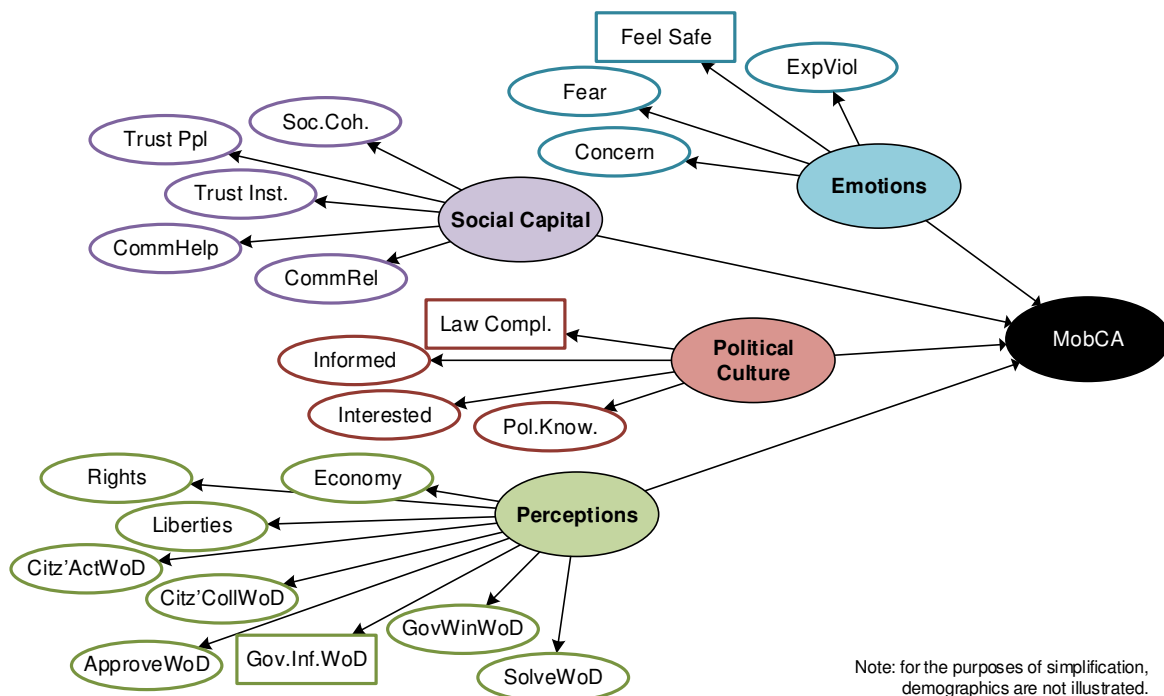 Feel Safe
ExpViol
Fear
Concern
Emotions
Soc.Coh.
Trust Ppl
Trust Inst.
CommHelp
CommRel
Social Capital
MobCA
Law Compl.
Informed
Interested
Pol.Know.
Political
Culture
Rights
Economy
Liberties
Citz'ActWoD
Citz'CollWoD
ApproveWoD
Gov.Inf.WoD
GovWinWoD
SolveWoD
Perceptions
Note: for the purposes of simplification,
demographics are not illustrated.